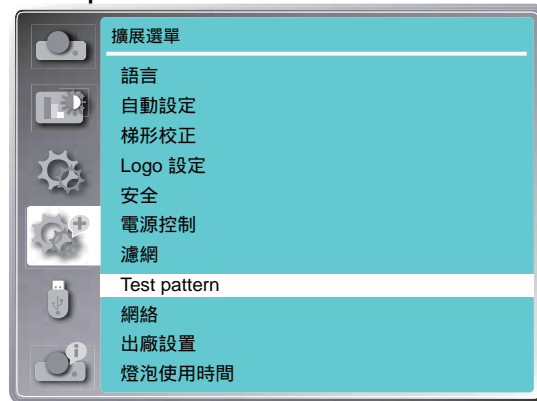 擴展選單
語言
自動設定
梯形校正
Logo 設定
安全
電源控制
濾網
Test pattern
網絡
出廠設置
燈泡使用時間